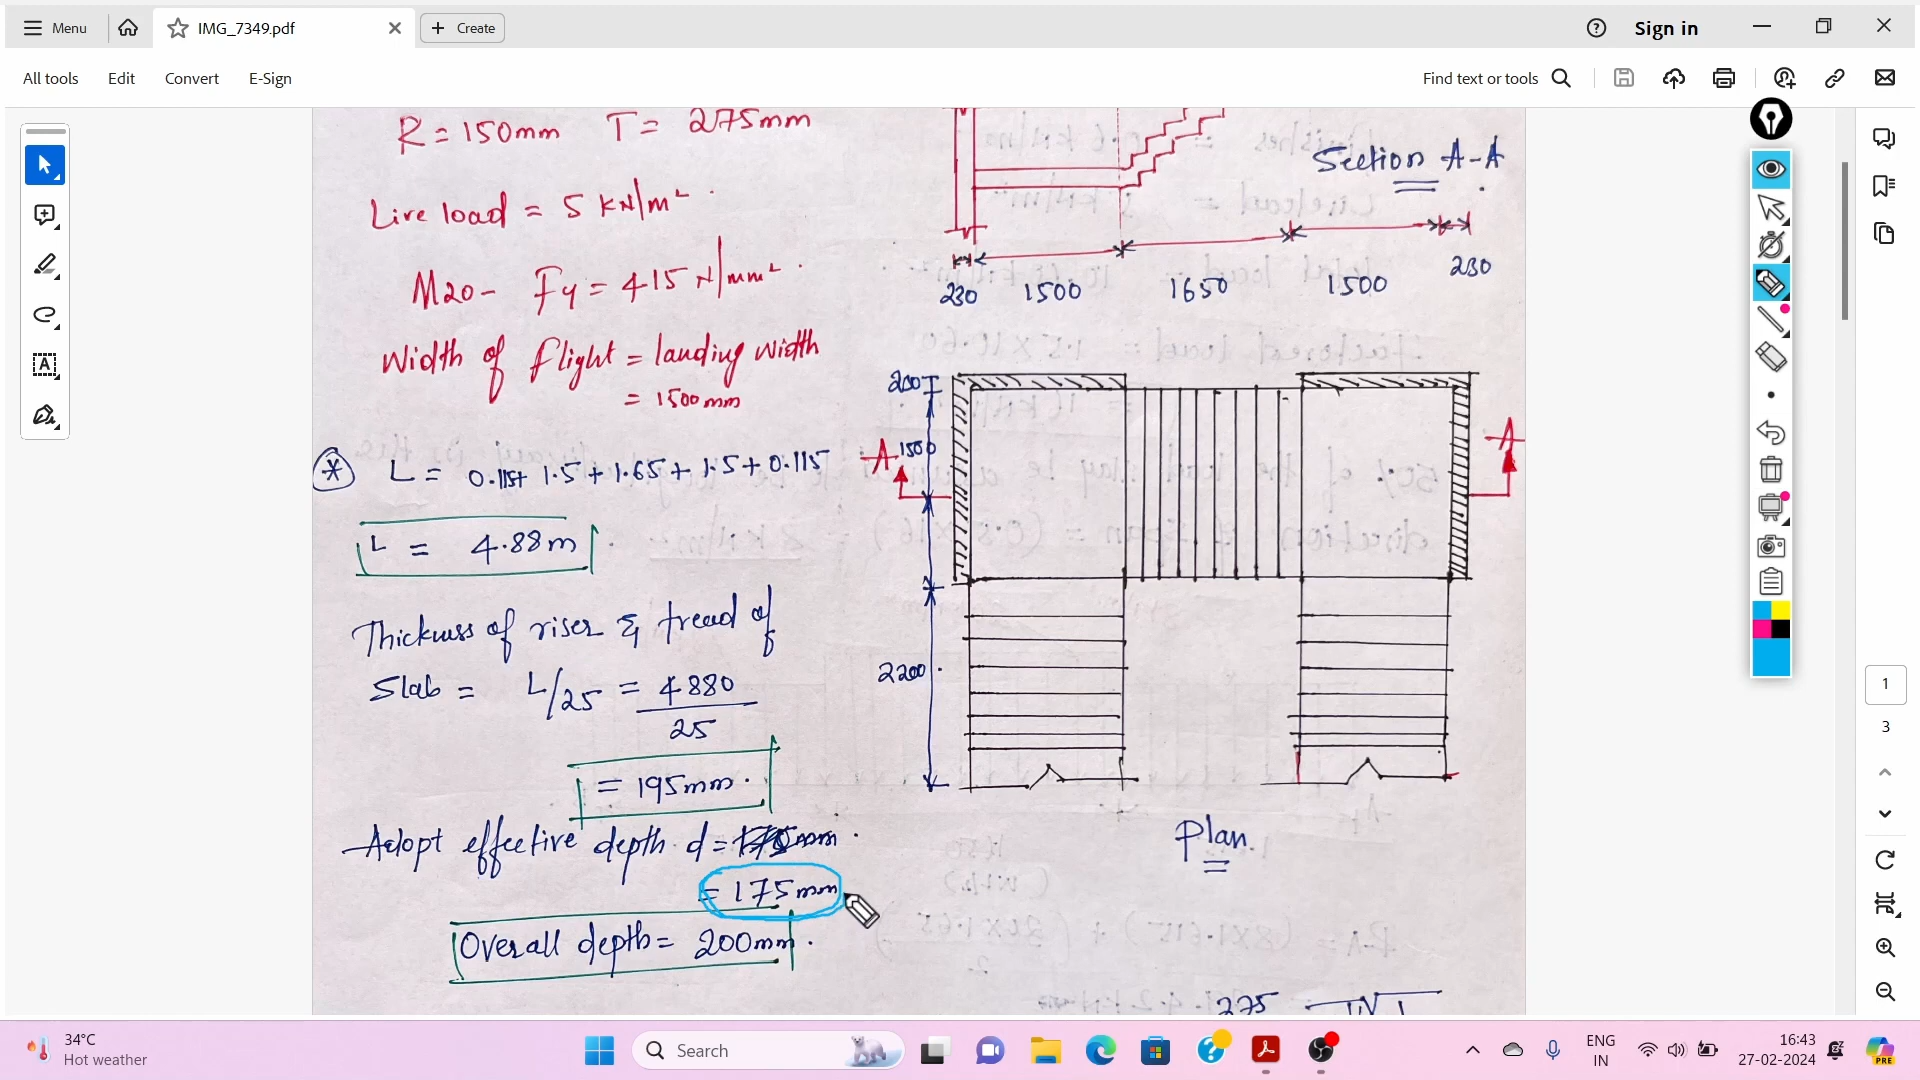 Menu
IMG_7349.pdf
Create
Sign in
All tools
Edit
Convert
E-Sign
Find text or tools
R = 150mm T = 275mm
Live load = 5 KN/m²
M20 - Fy = 415 N/mm²
Width of flight = landing width
= 1500mm
L = 0.115+ 1.5 + 1.65 + 1.5 + 0.115
L = 4.88m
Thickness of riser & tread of
Slab = L/25 = 4880
25
= 195mm.
Adopt effective depth d =
= 175mm
Overall depth = 200mm.
Section A-A
230 1500 1650 1500 230
200
A
1500
A
2200
Plan
275
1
3
34°C
Hot weather
Search
ENG
IN
16:43
27-02-2024
PRE